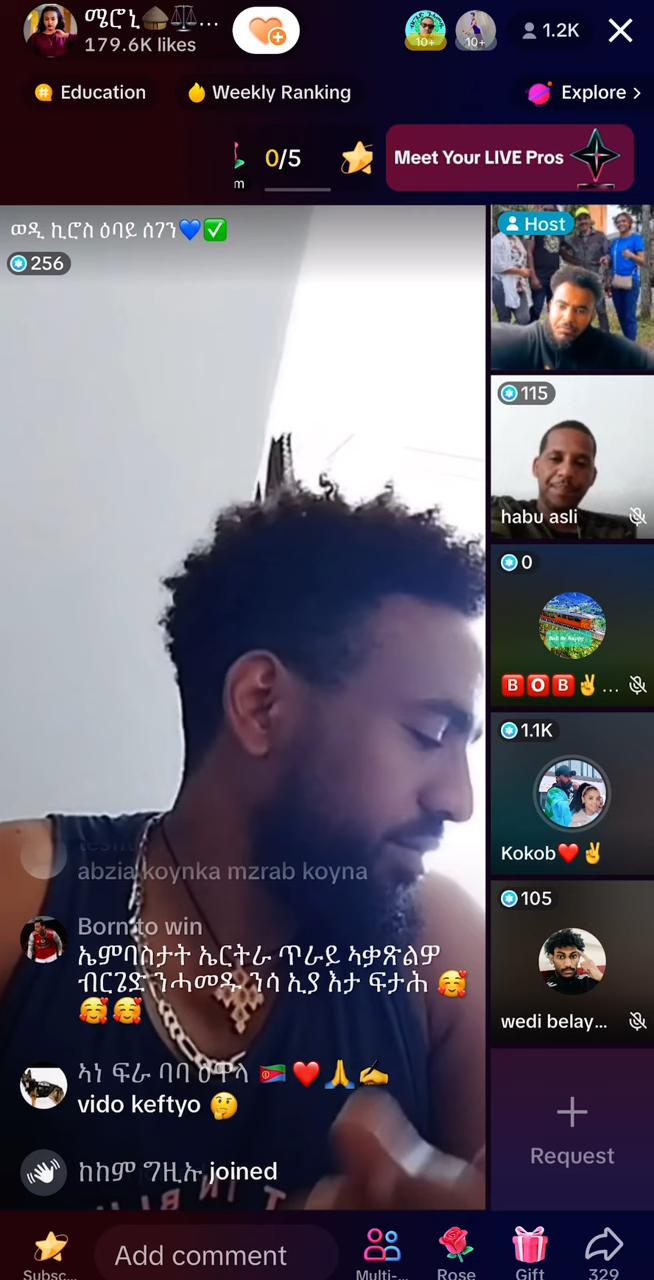 ሜሮኒ🛖⚖️...
179.6K likes
10+
10+
1.2K
Education
Weekly Ranking
Explore >
m
0/5
Meet Your LIVE Pros
ወዲ ኪሮስ ዕባይ ሰገን💙✅
256
Host
115
habu asli
0
🅱🅾🅱✌️...
1.1K
Kokob❤️✌️
105
wedi belay...
Request
abzia koynka mzrab koyna
Born to win
ኤምባስታት ኤርትራ ጥራይ ኣቃጽልዎ
ብርጌድ ንሓመዱ ንሳ ኢያ እታ ፍታሕ 🥰
🥰🥰
ኣነ ፍራ ባባ ዕዋላ 🇪🇷❤️🙏✍️
vido keftyo 🤔
ከከም ግዚኡ joined
Subsc...
Add comment
Multi-...
Rose
Gift
329